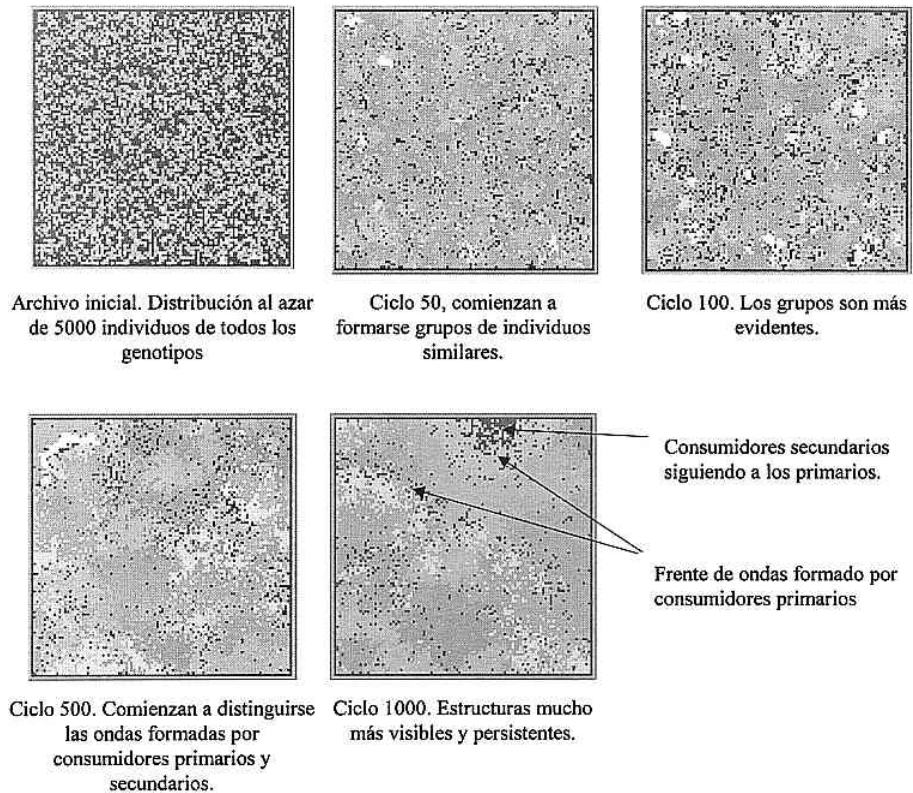 Archivo inicial. Distribución al azar
de 5000 individuos de todos los
genotipos
Ciclo 50, comienzan a
formarse grupos de individuos
similares.
Ciclo 100. Los grupos son más
evidentes.
Consumidores secundarios
siguiendo a los primarios.
Frente de ondas formado por
consumidores primarios
Ciclo 500. Comienzan a distinguirse
las ondas formadas por
consumidores primarios y
secundarios.
Ciclo 1000. Estructuras mucho
más visibles y persistentes.